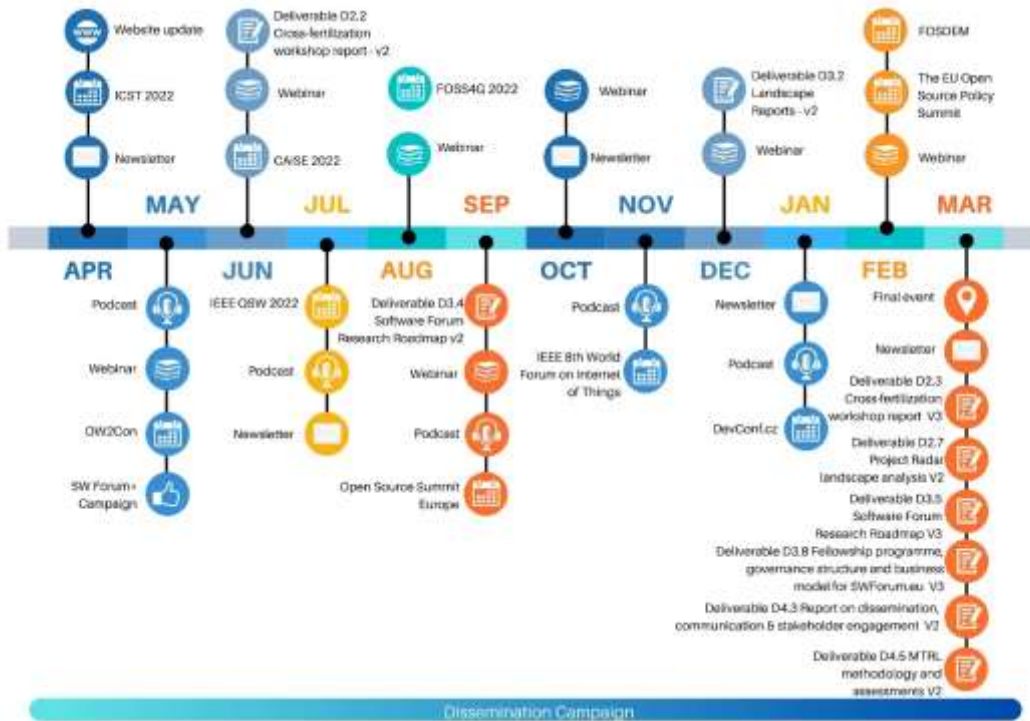 Website update
ICST 2022
Newsletter
Deliverable D2.2
Cross-fertilization
workshop report - v2
Webinar
CAiSE 2022
FOSS4G 2022
Webinar
Webinar
Newsletter
Deliverable D3.2
Landscape
Reports - v2
Webinar
FOSDEM
The EU Open
Source Policy
Summit
Webinar
MAY
JUL
SEP
NOV
JAN
MAR
APR
JUN
AUG
OCT
DEC
FEB
Podcast
Webinar
OW2Con
SW Forum+
Campaign
IEEE QSW 2022
Podcast
Newsletter
Deliverable D3.4
Software Forum
Research Roadmap v2
Webinar
Podcast
Open Source Summit
Europe
Podcast
IEEE 8th World
Forum on Internet
of Things
Newsletter
Podcast
DevConf.cz
Final event
Newsletter
Deliverable D2.3
Cross-fertilization
workshop report V3
Deliverable D2.7
Project Radar
landscape analysis V2
Deliverable D3.5
Software Forum
Research Roadmap V3
Deliverable D3.8 Fellowship programme,
governance structure and business
model for SWForum.eu V3
Deliverable D4.3 Report on dissemination,
communication & stakeholder engagement V2
Deliverable D4.5 MTRL
methodology and
assessments V2
Dissemination Campaign